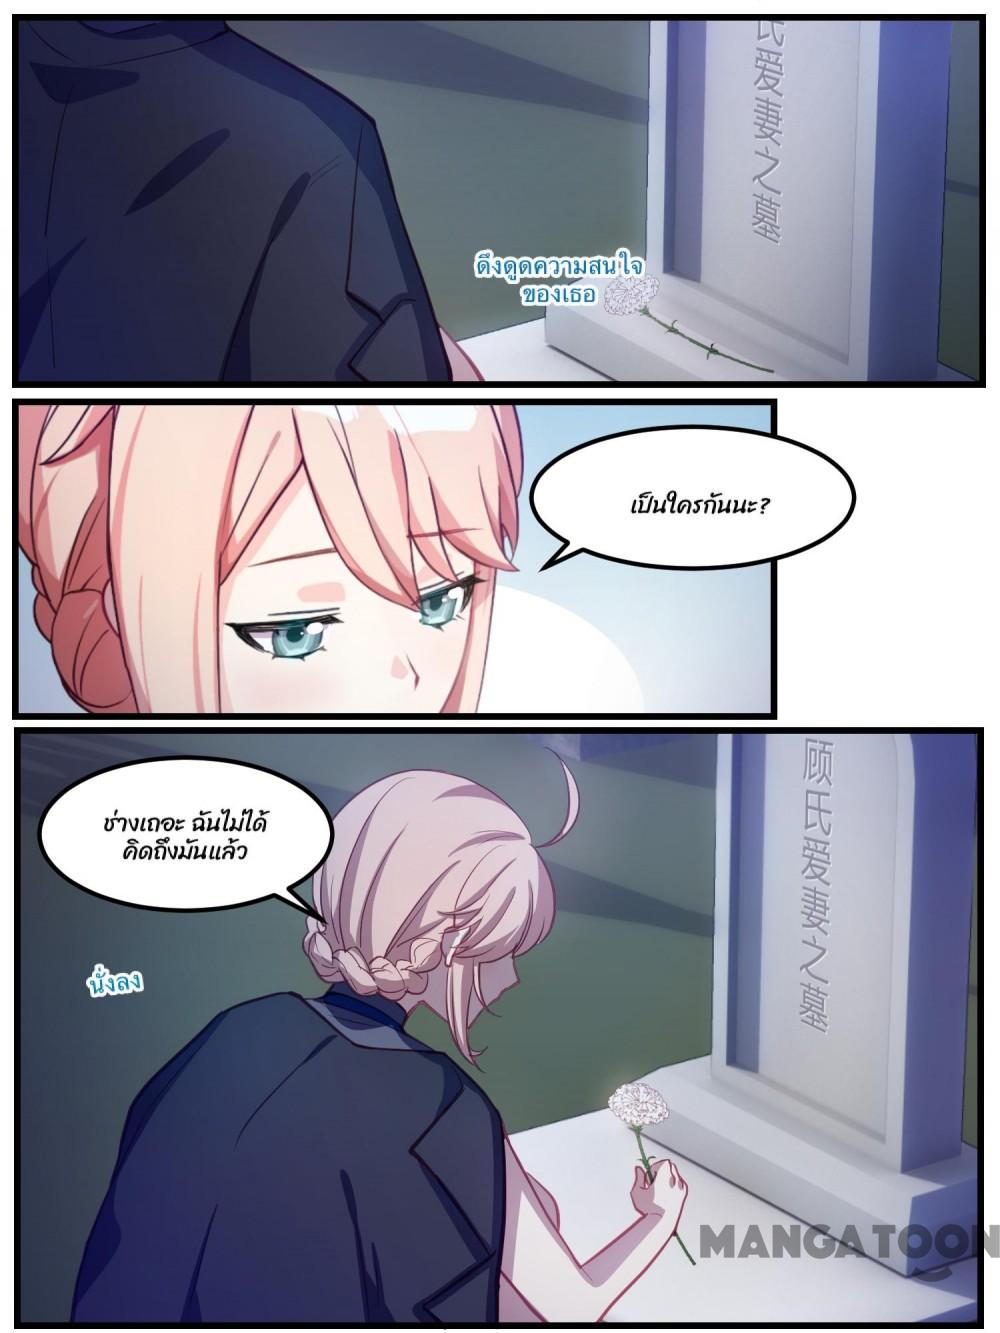 氏爱妻之墓
ดึงดูดความสนใจ
ของเธอ
เป็นใครกันนะ?
顾氏爱妻之墓
ช่างเถอะ ฉันไม่ได้
คิดถึงมันแล้ว
นั่งลง
MANGATOON